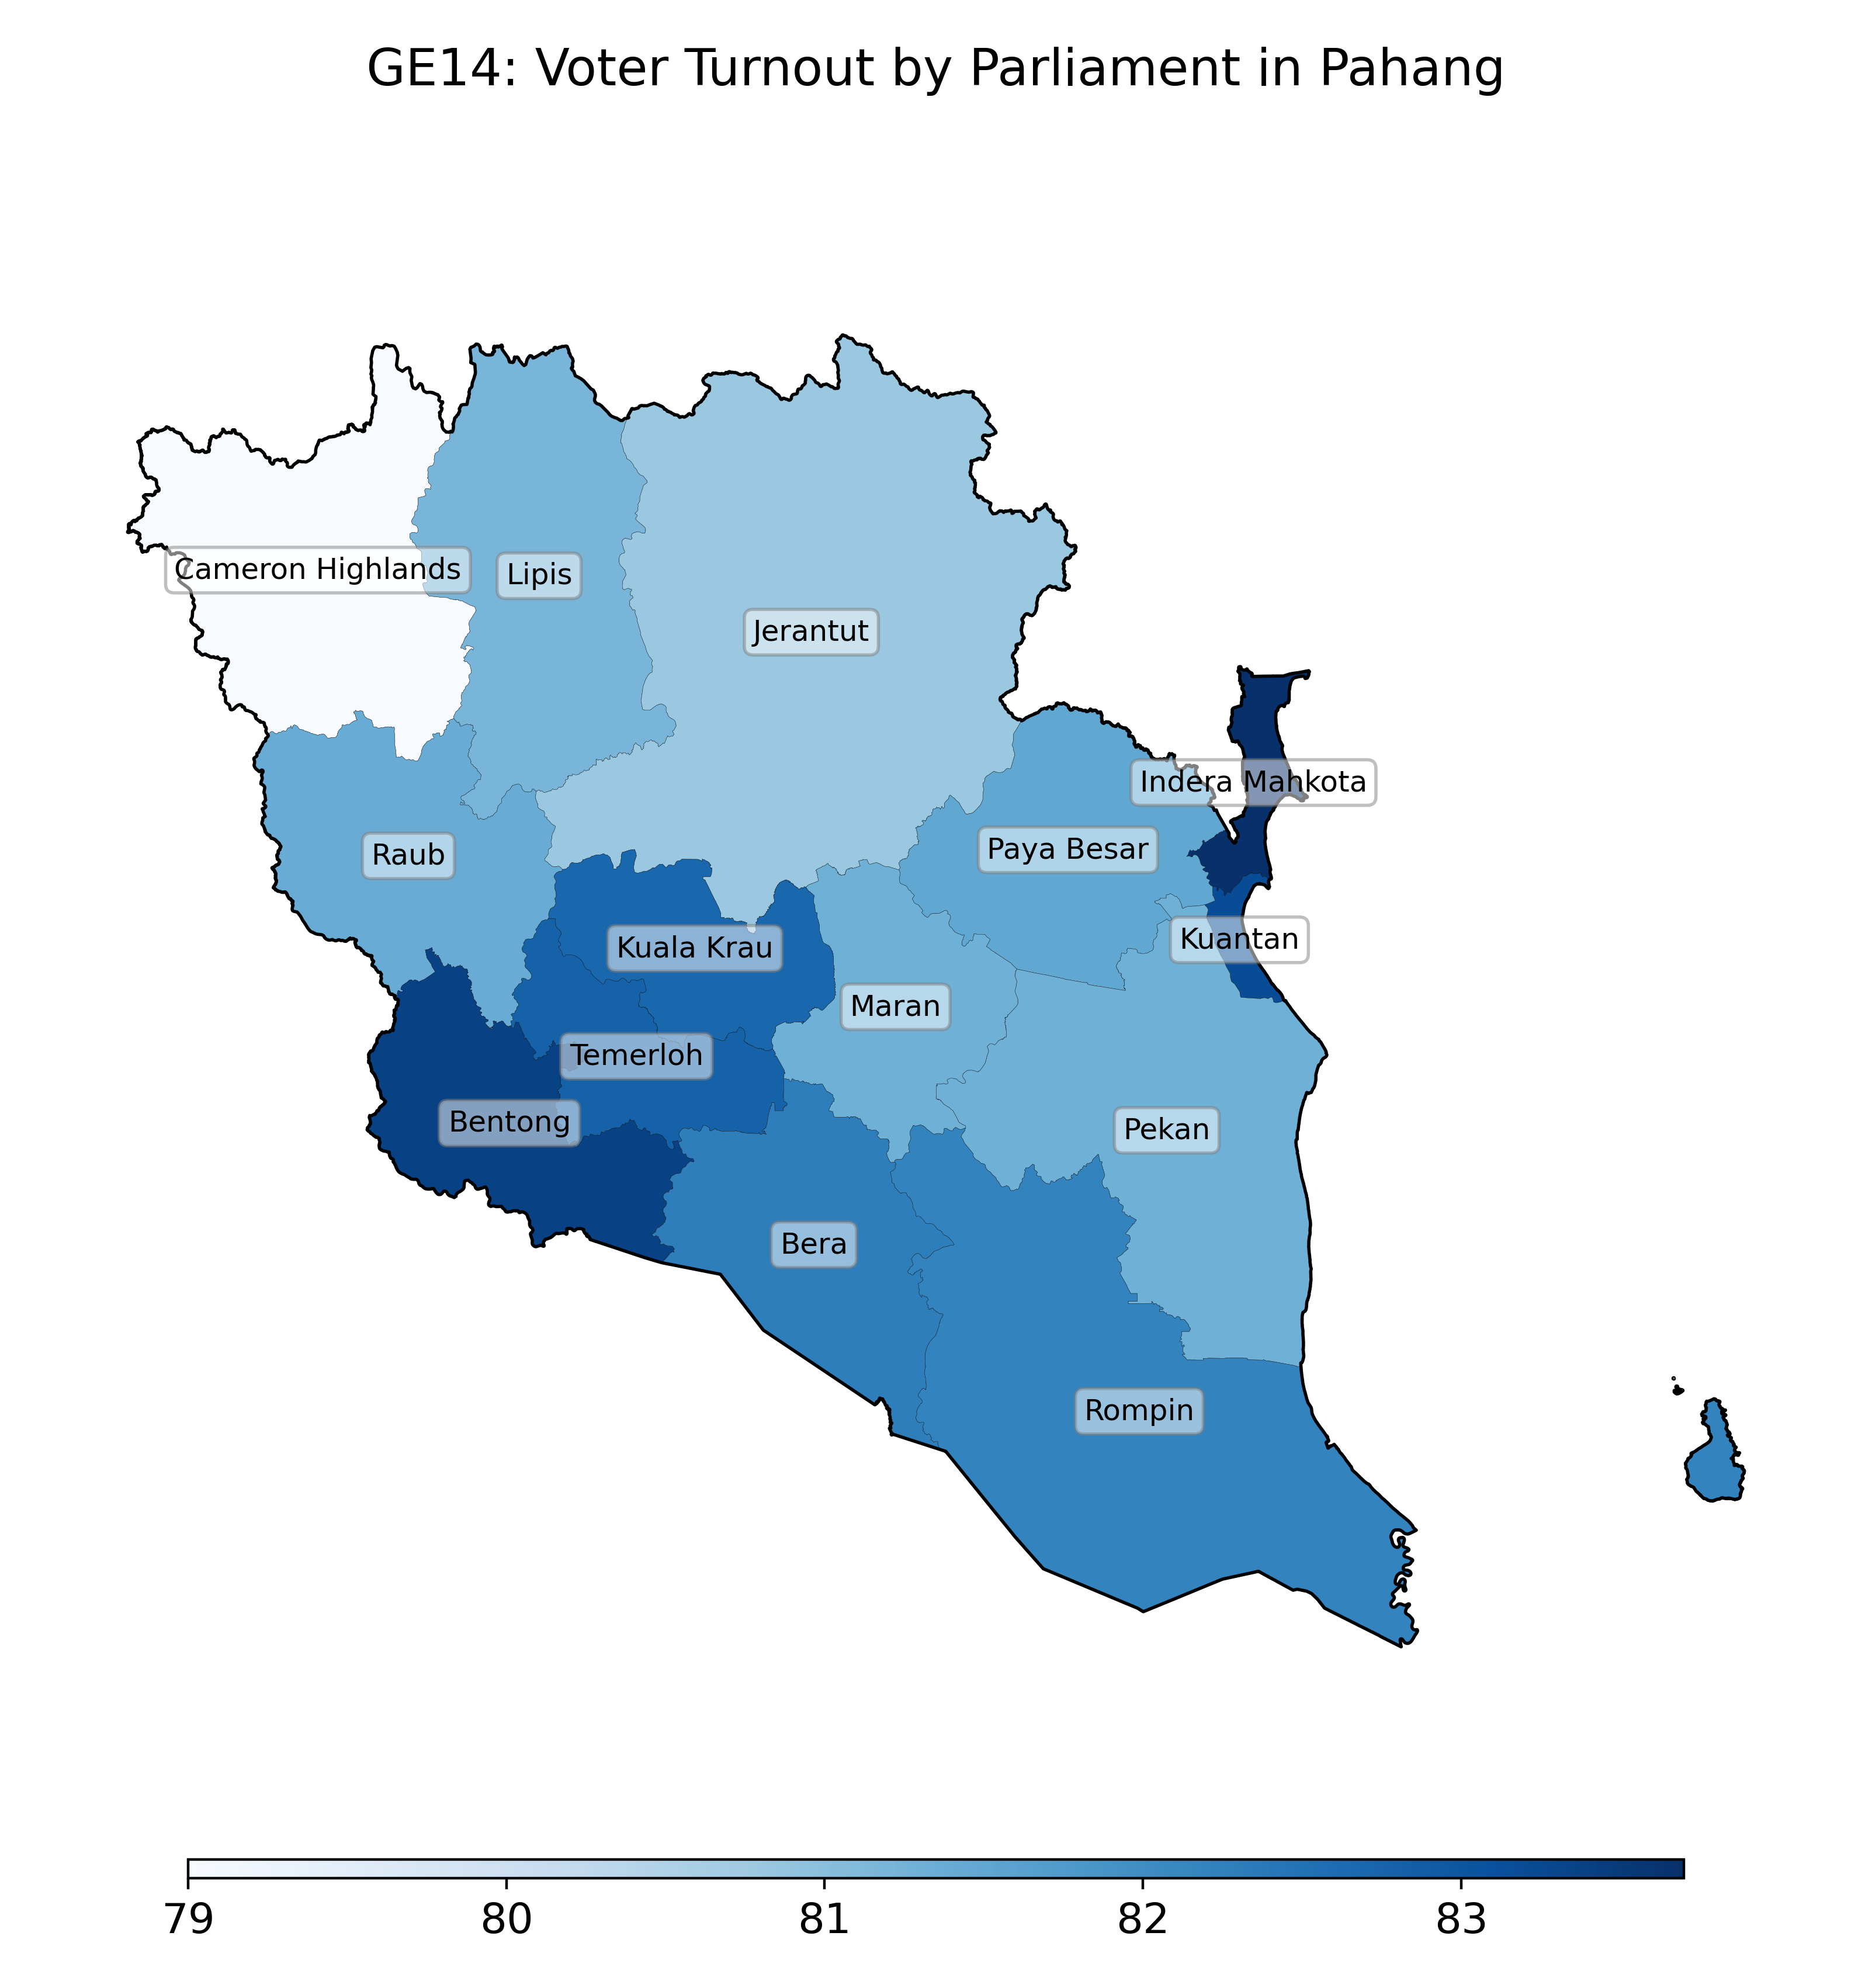 GE14: Voter Turnout by Parliament in Pahang
Cameron Highlands
Lipis
Jerantut
Indera Mahkota
Raub
Paya Besar
Kuala Krau
Kuantan
Maran
Temerloh
Bentong
Pekan
Bera
Rompin
79 80 81 82 83